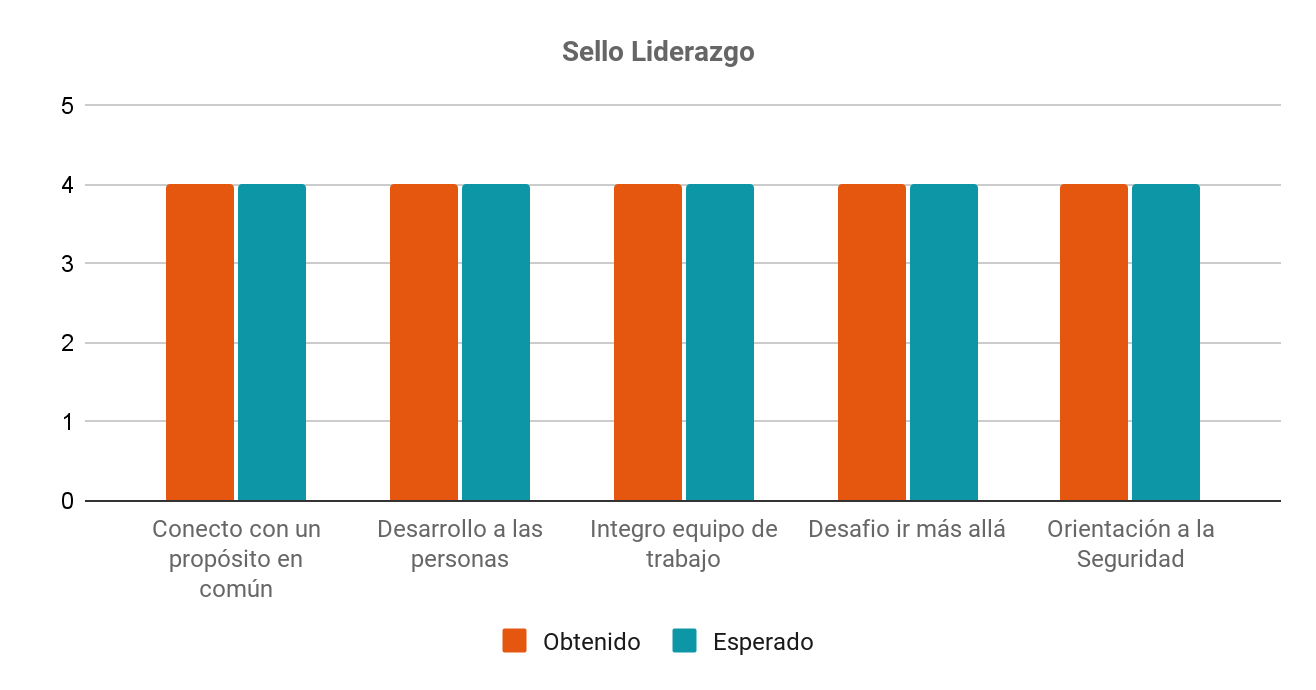 Sello Liderazgo
5
4
3
2
1
0
Conecto con un
propósito en
común
Desarrollo a las
personas
Integro equipo de
trabajo
Desafio ir más allá
Orientación a la
Seguridad
Obtenido
Esperado